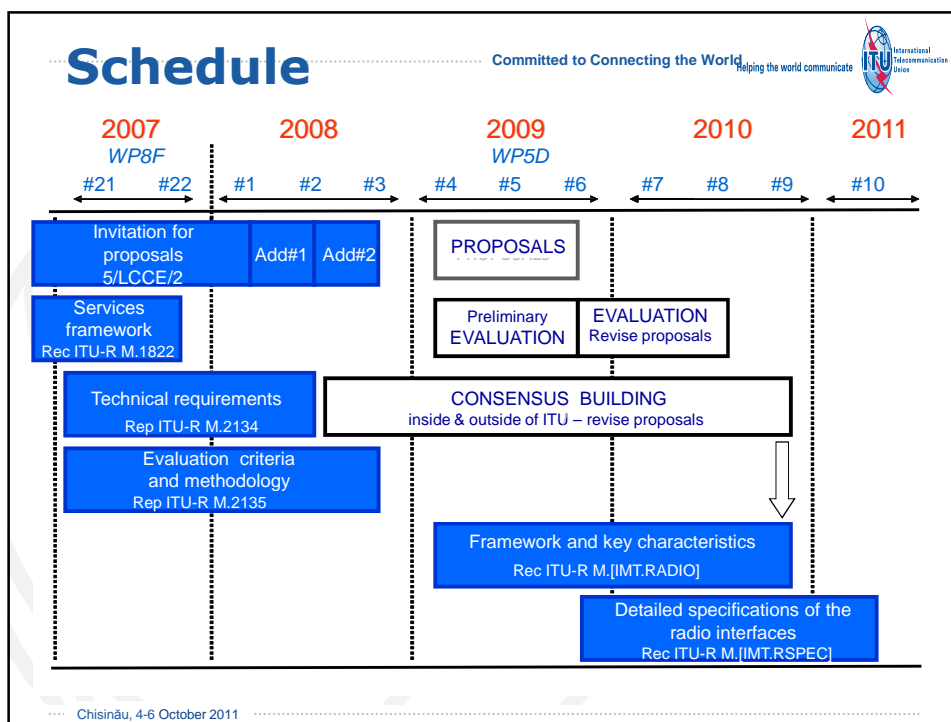 Schedule
Committed to Connecting the World
Helping the world communicate
ITU
International
Telecommunication
Union
2007 2008 2009 2010 2011
WP8F WP5D
#21 #22 #1 #2 #3 #4 #5 #6 #7 #8 #9 #10
Invitation for
proposals
5/LCCE/2
Add#1
Add#2
PROPOSALS
Services
framework
Rec ITU-R M.1822
Preliminary
EVALUATION
EVALUATION
Revise proposals
Technical requirements
Rep ITU-R M.2134
CONSENSUS BUILDING
inside & outside of ITU – revise proposals
Evaluation criteria
and methodology
Rep ITU-R M.2135
Framework and key characteristics
Rec ITU-R M.[IMT.RADIO]
Detailed specifications of the
radio interfaces
Rec ITU-R M.[IMT.RSPEC]
Chisinău, 4-6 October 2011